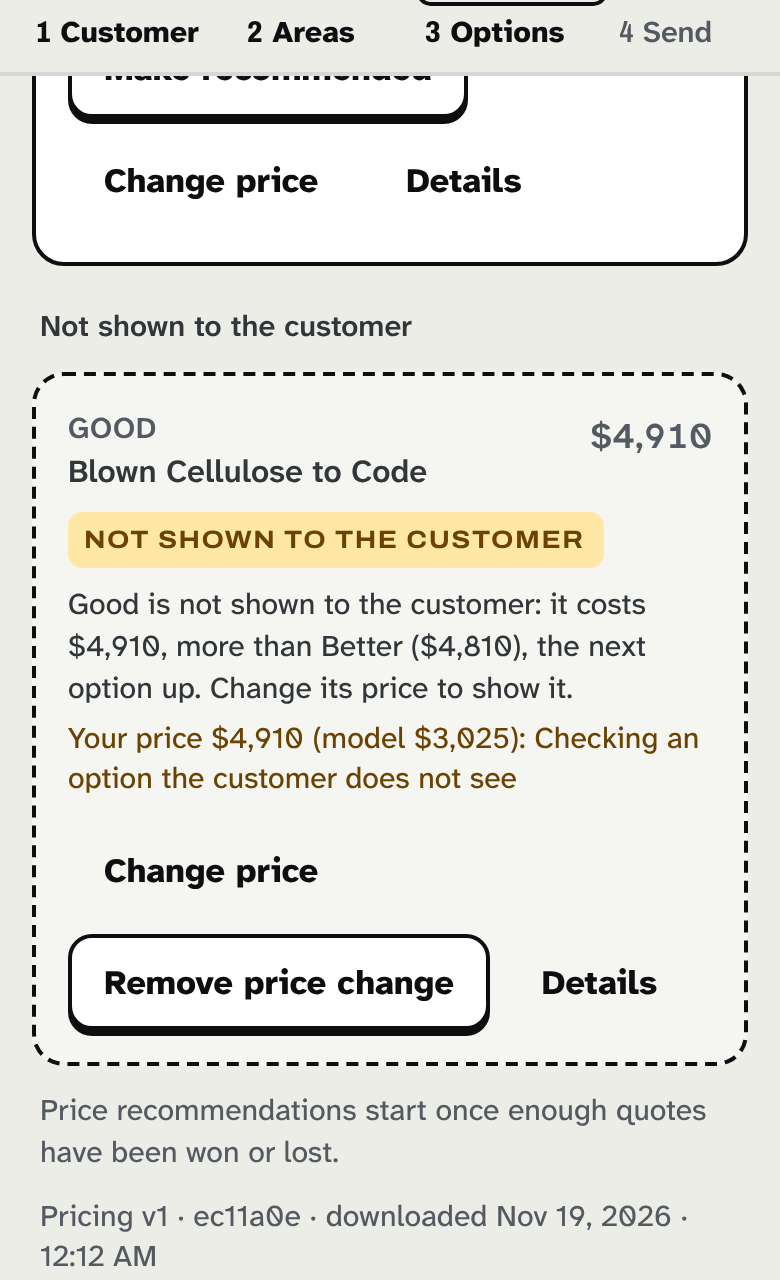 1 Customer 2 Areas 3 Options 4 Send
Make recommended
Change price Details
Not shown to the customer
GOOD
$4,910
Blown Cellulose to Code
NOT SHOWN TO THE CUSTOMER
Good is not shown to the customer: it costs
$4,910, more than Better ($4,810), the next
option up. Change its price to show it.
Your price $4,910 (model $3,025): Checking an
option the customer does not see
Change price
Remove price change Details
Price recommendations start once enough quotes
have been won or lost.
Pricing v1 · ec11a0e · downloaded Nov 19, 2026 ·
12:12 AM